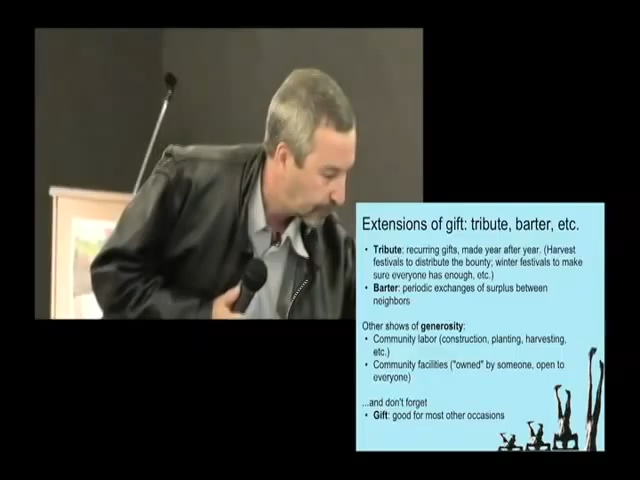 Extensions of gift: tribute, barter, etc.
• Tribute: recurring gifts, made year after year. (Harvest
festivals to distribute the bounty; winter festivals to make
sure everyone has enough, etc.)
• Barter: periodic exchanges of surplus between
neighbors
Other shows of generosity:
• Community labor (construction, planting, harvesting,
etc.)
• Community facilities ("owned" by someone, open to
everyone)
...and don't forget
• Gift: good for most other occasions